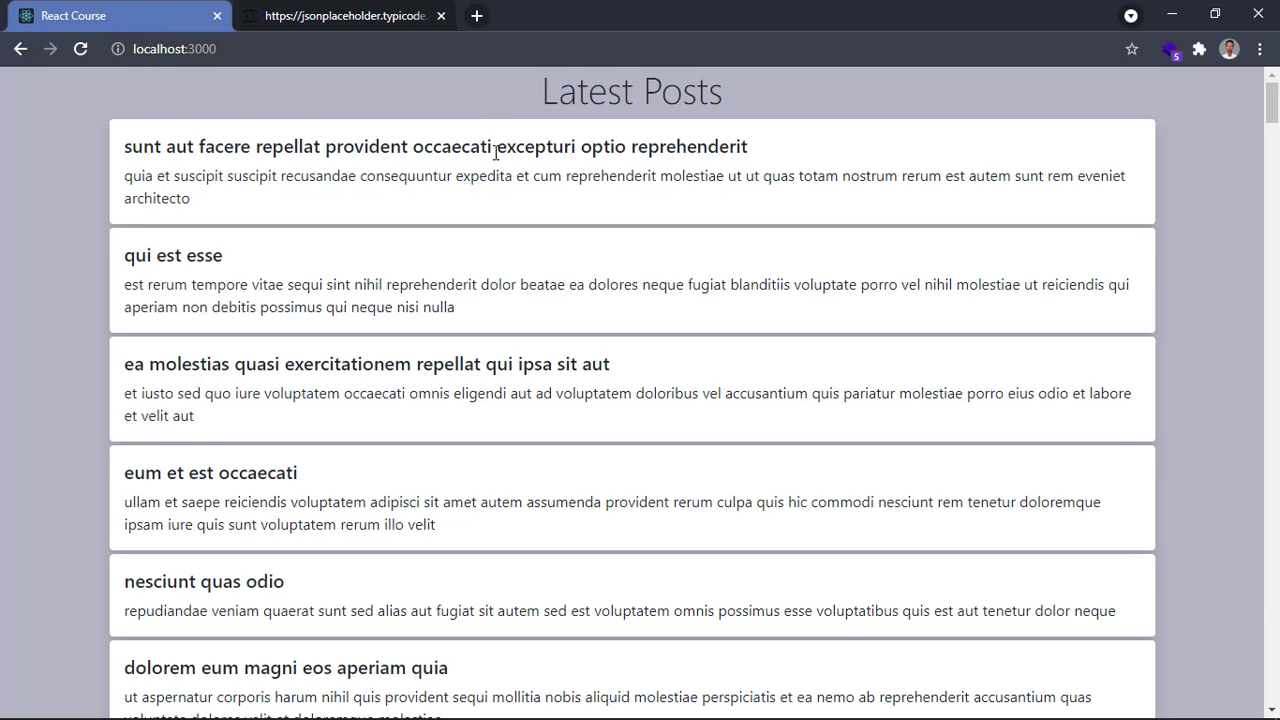 React Course
https://jsonplaceholder.typicode.
localhost:3000
5
Latest Posts
sunt aut facere repellat provident occaecati excepturi optio reprehenderit
quia et suscipit suscipit recusandae consequuntur expedita et cum reprehenderit molestiae ut ut quas totam nostrum rerum est autem sunt rem eveniet
architecto
qui est esse
est rerum tempore vitae sequi sint nihil reprehenderit dolor beatae ea dolores neque fugiat blanditiis voluptate porro vel nihil molestiae ut reiciendis qui
aperiam non debitis possimus qui neque nisi nulla
ea molestias quasi exercitationem repellat qui ipsa sit aut
et iusto sed quo iure voluptatem occaecati omnis eligendi aut ad voluptatem doloribus vel accusantium quis pariatur molestiae porro eius odio et labore
et velit aut
eum et est occaecati
ullam et saepe reiciendis voluptatem adipisci sit amet autem assumenda provident rerum culpa quis hic commodi nesciunt rem tenetur doloremque
ipsam iure quis sunt voluptatem rerum illo velit
nesciunt quas odio
repudiandae veniam quaerat sunt sed alias aut fugiat sit autem sed est voluptatem omnis possimus esse voluptatibus quis est aut tenetur dolor neque
dolorem eum magni eos aperiam quia
ut aspernatur corporis harum nihil quis provident sequi mollitia nobis aliquid molestiae perspiciatis et ea nemo ab reprehenderit accusantium quas
voluptate dolores velit et doloremque molestiae